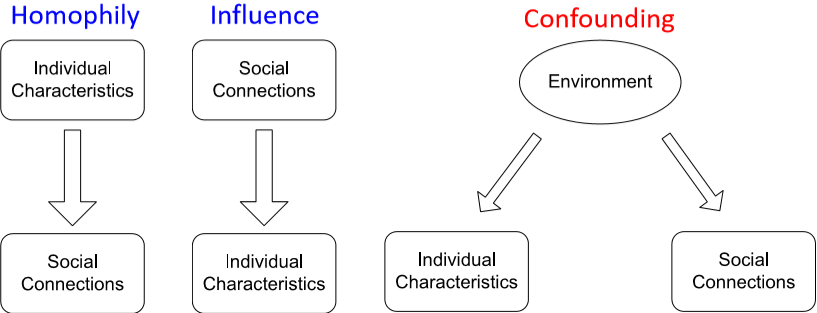 Homophily
Individual
Characteristics
Social
Connections
Influence
Social
Connections
Individual
Characteristics
Confounding
Environment
Individual
Characteristics
Social
Connections